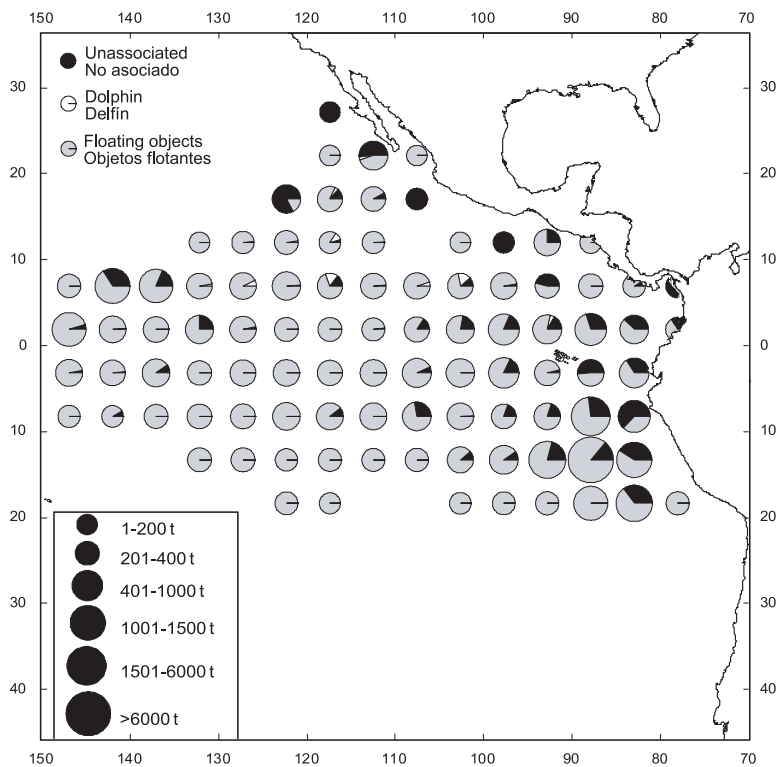 150 140 130 120 110 100 90 80 70
Unassociated
No asociado
Dolphin
Delfín
Floating objects
Objetos flotantes
30 30
20 20
10 10
0 0
10 10
20 20
1-200 t
201-400 t
401-1000 t
1001-1500 t
1501-6000 t
>6000 t
30 30
40 40
150 140 130 120 110 100 90 80 70